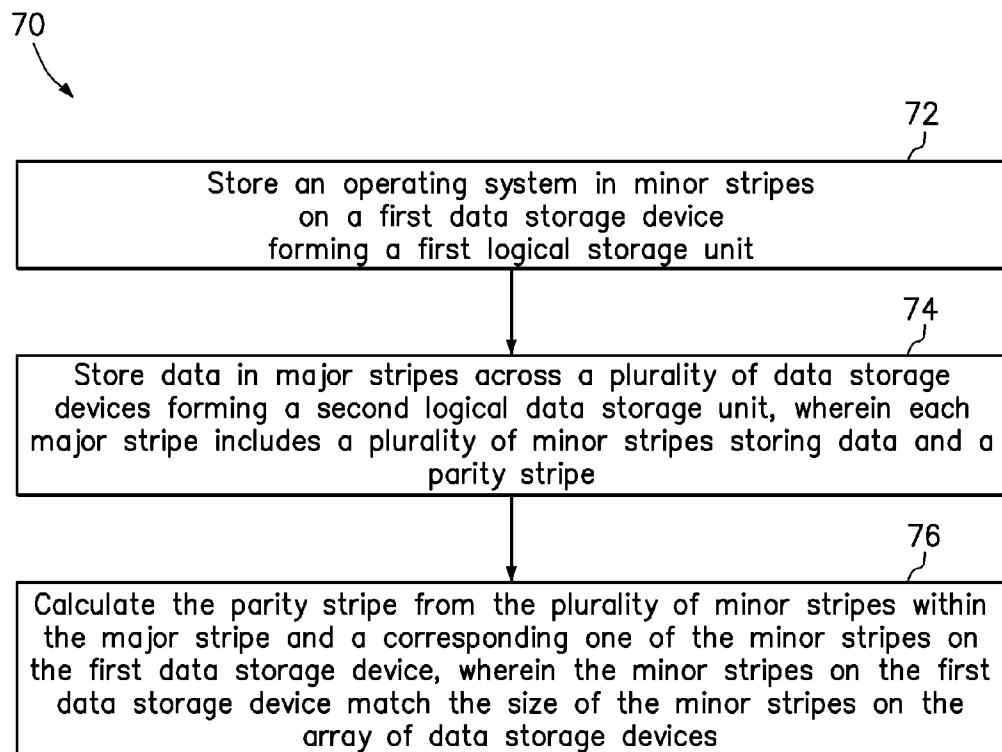 70
72
Store an operating system in minor stripes
on a first data storage device
forming a first logical storage unit
74
Store data in major stripes across a plurality of data storage
devices forming a second logical data storage unit, wherein each
major stripe includes a plurality of minor stripes storing data and a
parity stripe
76
Calculate the parity stripe from the plurality of minor stripes within
the major stripe and a corresponding one of the minor stripes on
the first data storage device, wherein the minor stripes on the first
data storage device match the size of the minor stripes on the
array of data storage devices